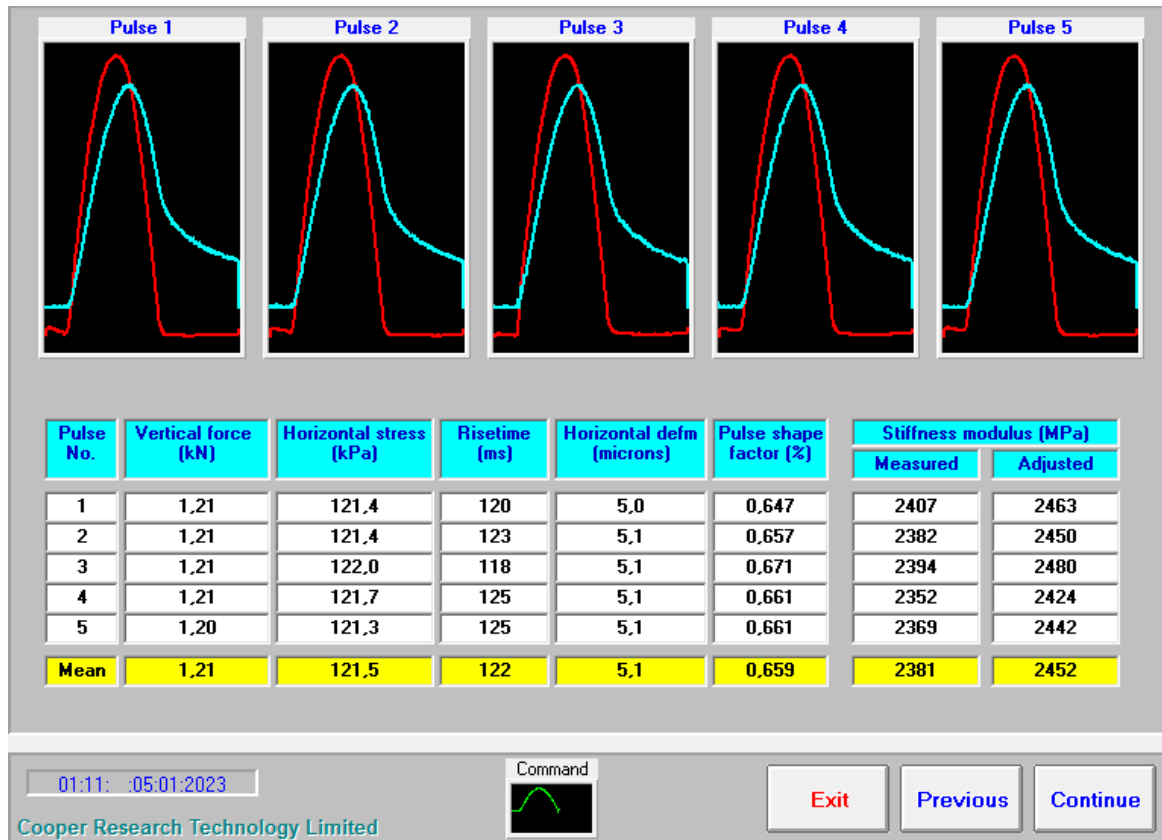 Pulse 1 Pulse 2 Pulse 3 Pulse 4 Pulse 5
Pulse No. Vertical force (kN) Horizontal stress (kPa) Risetime (ms) Horizontal defm (microns) Pulse shape factor (%) Stiffness modulus (MPa)
Measured Adjusted
1 1,21 121,4 120 5,0 0,647 2407 2463
2 1,21 121,4 123 5,1 0,657 2382 2450
3 1,21 122,0 118 5,1 0,671 2394 2480
4 1,21 121,7 125 5,1 0,661 2352 2424
5 1,20 121,3 125 5,1 0,661 2369 2442
Mean 1,21 121,5 122 5,1 0,659 2381 2452
01:11: :05:01:2023
Command
Exit Previous Continue
Cooper Research Technology Limited